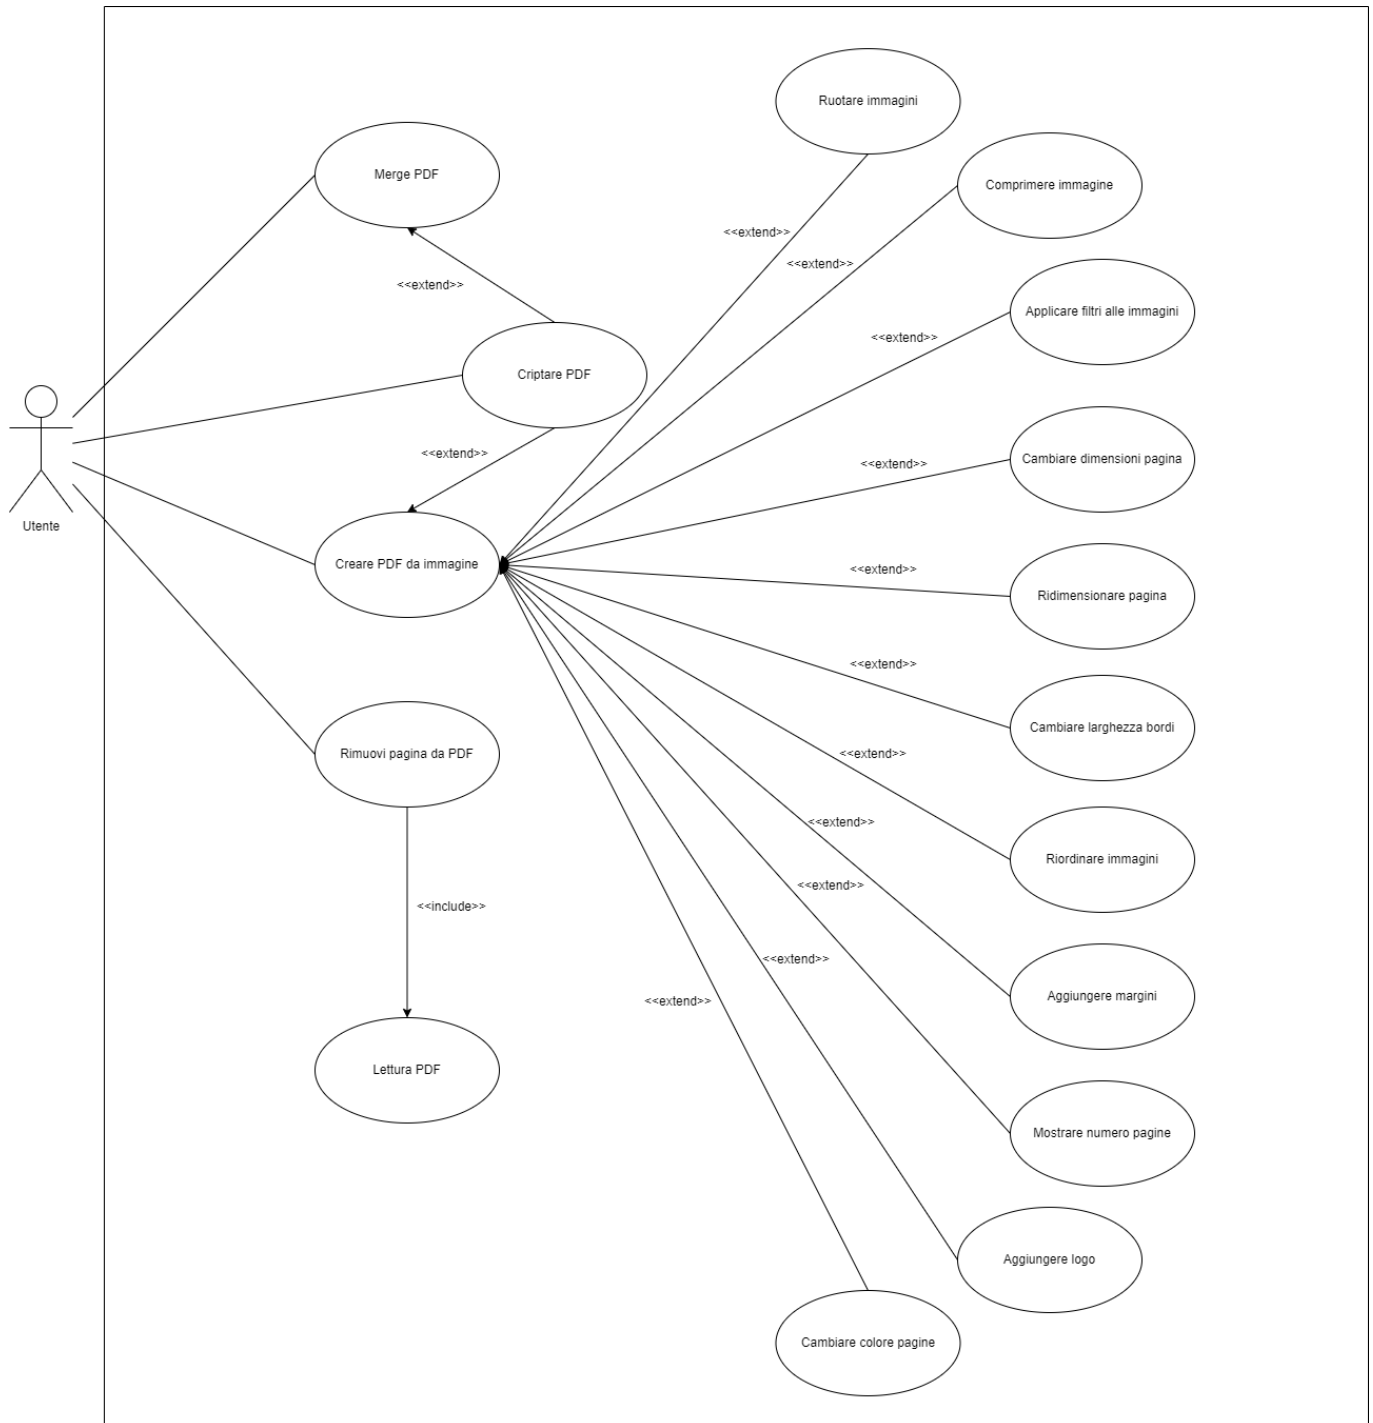 Ruotare immagini
Merge PDF
Comprimere immagine
<<extend>>
<<extend>>
<<extend>>
Applicare filtri alle immagini
<<extend>>
Criptare PDF
<<extend>>
Cambiare dimensioni pagina
<<extend>>
Utente
Creare PDF da immagine
<<extend>>
Ridimensionare pagina
<<extend>>
Cambiare larghezza bordi
Rimuovi pagina da PDF
<<extend>>
<<extend>>
Riordinare immagini
<<extend>>
<<include>>
<<extend>>
Aggiungere margini
<<extend>>
Lettura PDF
Mostrare numero pagine
Aggiungere logo
Cambiare colore pagine